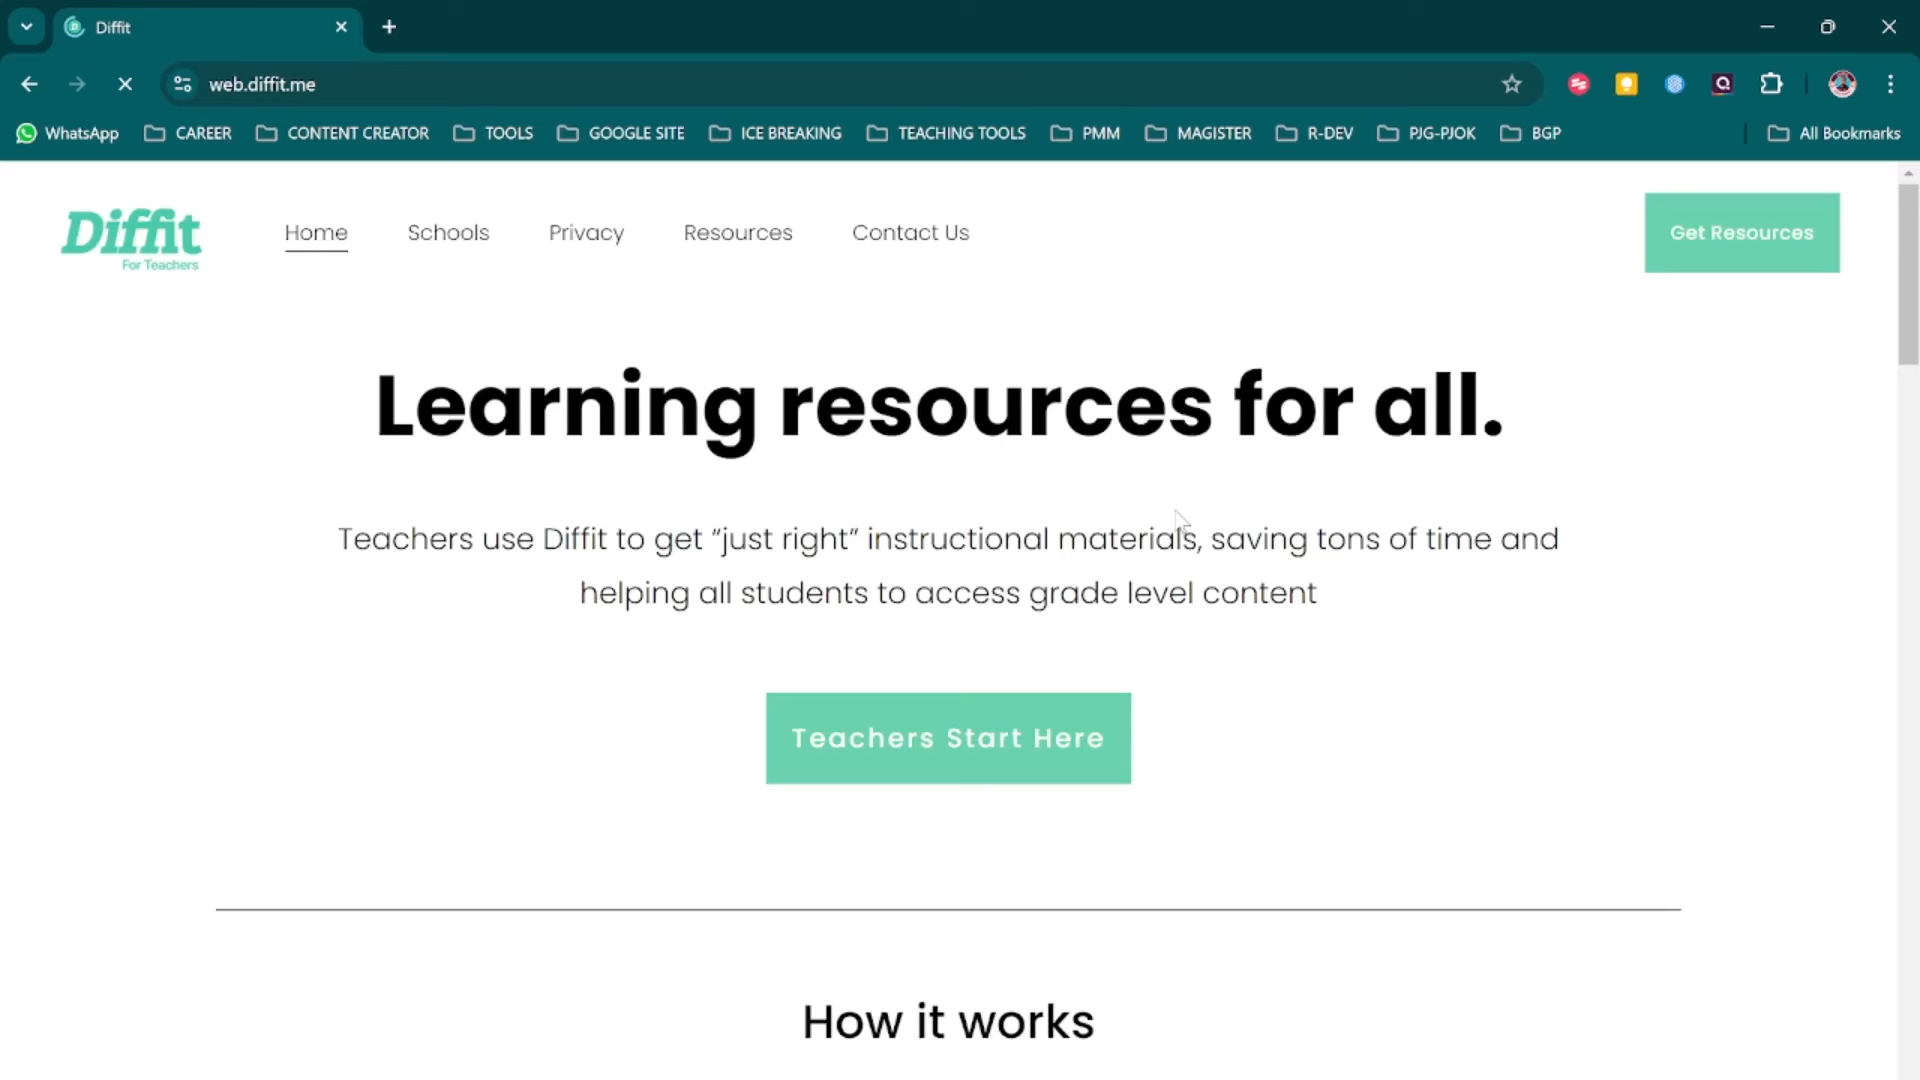 Diffit
web.diffit.me
WhatsApp CAREER CONTENT CREATOR TOOLS GOOGLE SITE ICE BREAKING TEACHING TOOLS PMM MAGISTER R-DEV PJG-PJOK BGP All Bookmarks
Diffit
For Teachers
Home Schools Privacy Resources Contact Us Get Resources
Learning resources for all.
Teachers use Diffit to get “just right” instructional materials, saving tons of time and
helping all students to access grade level content
Teachers Start Here
How it works